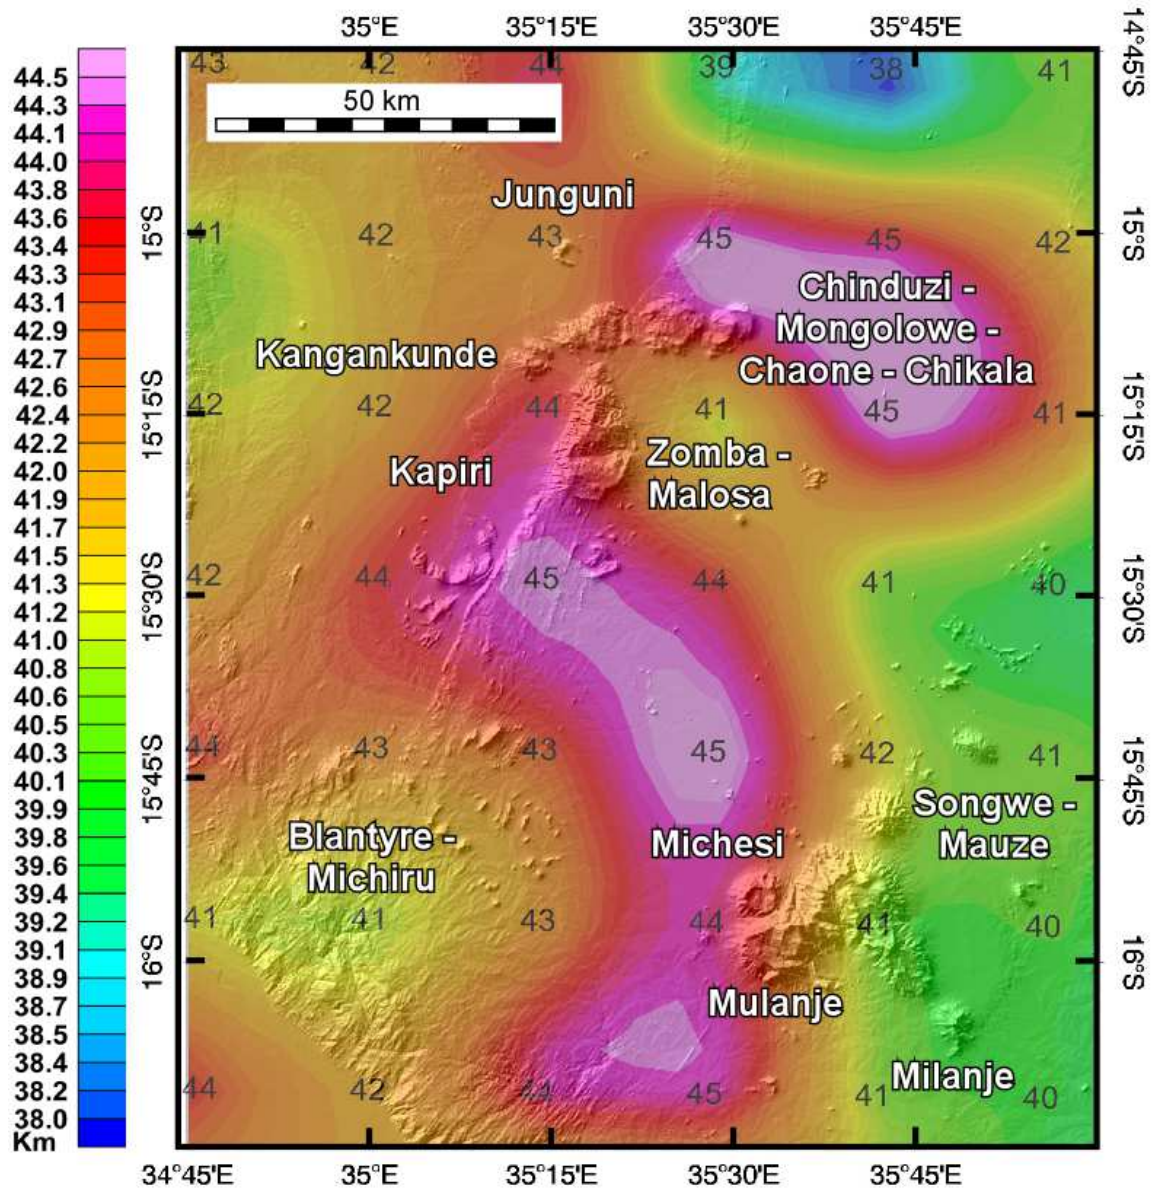 35°E 35°15'E 35°30'E 35°45'E
14°45'S
15°S
15°15'S
15°30'S
15°45'S
16°S
44.5
44.3
44.1
44.0
43.8
43.6
43.4
43.3
43.1
42.9
42.7
42.6
42.4
42.2
42.0
41.9
41.7
41.5
41.3
41.2
41.0
40.8
40.6
40.5
40.3
40.1
39.9
39.8
39.6
39.4
39.2
39.1
38.9
38.7
38.5
38.4
38.2
38.0
Km
15°S
15°15'S
15°30'S
15°45'S
16°S
43 42 44 39 38 41
50 km
Junguni
41 42 43 45 45 42
Chinduzi -
Mongolowe -
Chaone - Chikala
Kangankunde
42 42 44 41 45 41
Kapiri
Zomba -
Malosa
42 44 45 44 41 40
44 43 43 45 42 41
Songwe -
Mauze
Blantyre -
Michiru
Michesi
41 41 43 44 41 40
Mulanje
Milanje
44 42 44 45 41 40
34°45'E 35°E 35°15'E 35°30'E 35°45'E